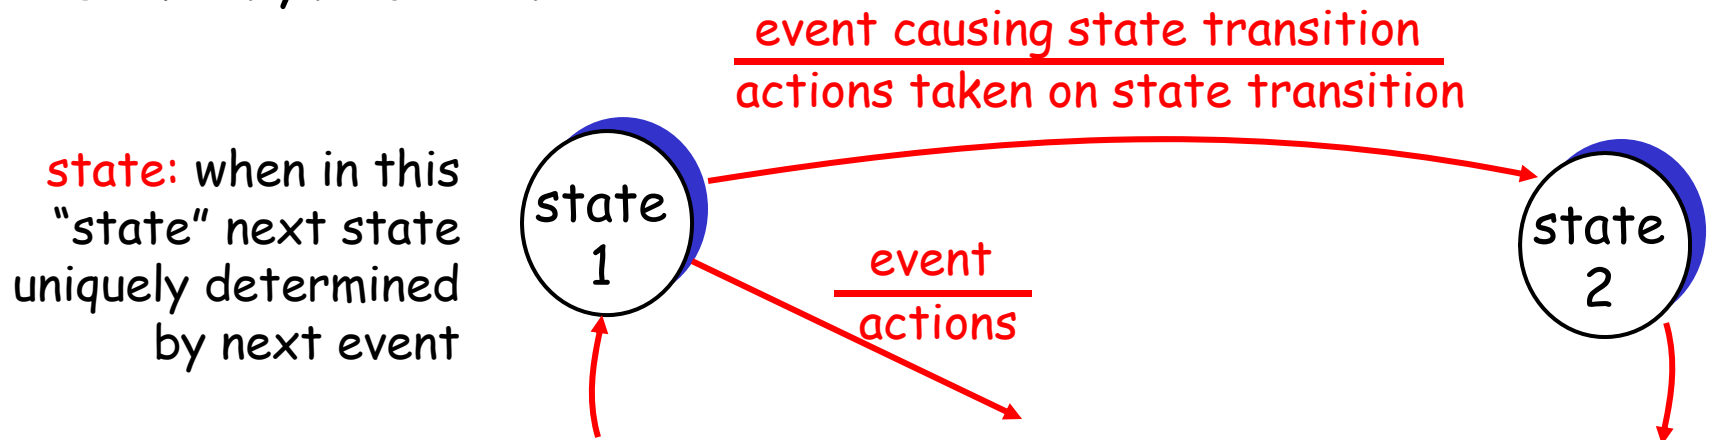 event causing state transition
actions taken on state transition
state: when in this
“state” next state
uniquely determined
by next event
state
1
event
actions
state
2